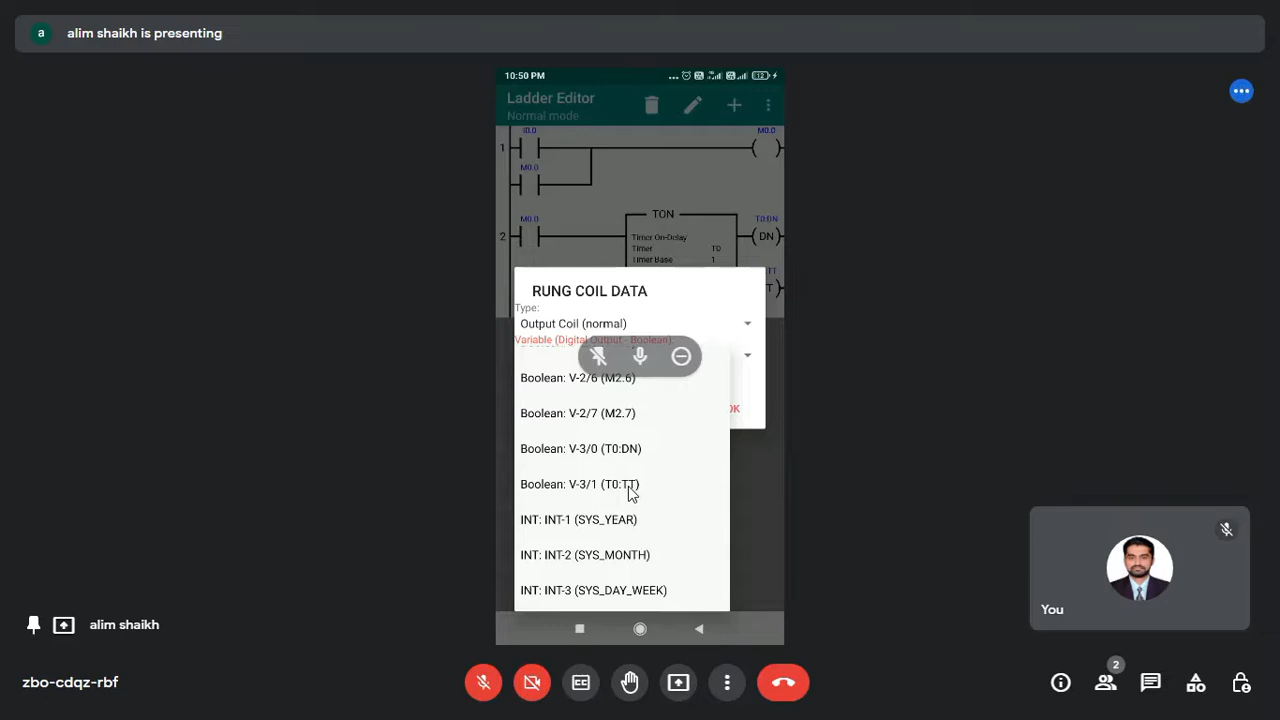 a alim shaikh is presenting
10:50 PM
12
Ladder Editor
Normal mode
I0.0
M0.0
1
M0.0
M0.0
TON
T0:DN
2
DN
Timer On-Delay
Timer T0
Timer Base 1
TT
T
RUNG COIL DATA
Type:
Output Coil (normal)
Variable (Digital Output - Boolean):
Boolean: V-2/6 (M2.6)
OK
Boolean: V-2/7 (M2.7)
Boolean: V-3/0 (T0:DN)
Boolean: V-3/1 (T0:TT)
INT: INT-1 (SYS_YEAR)
INT: INT-2 (SYS_MONTH)
INT: INT-3 (SYS_DAY_WEEK)
You
alim shaikh
zbo-cdqz-rbf
CC
2